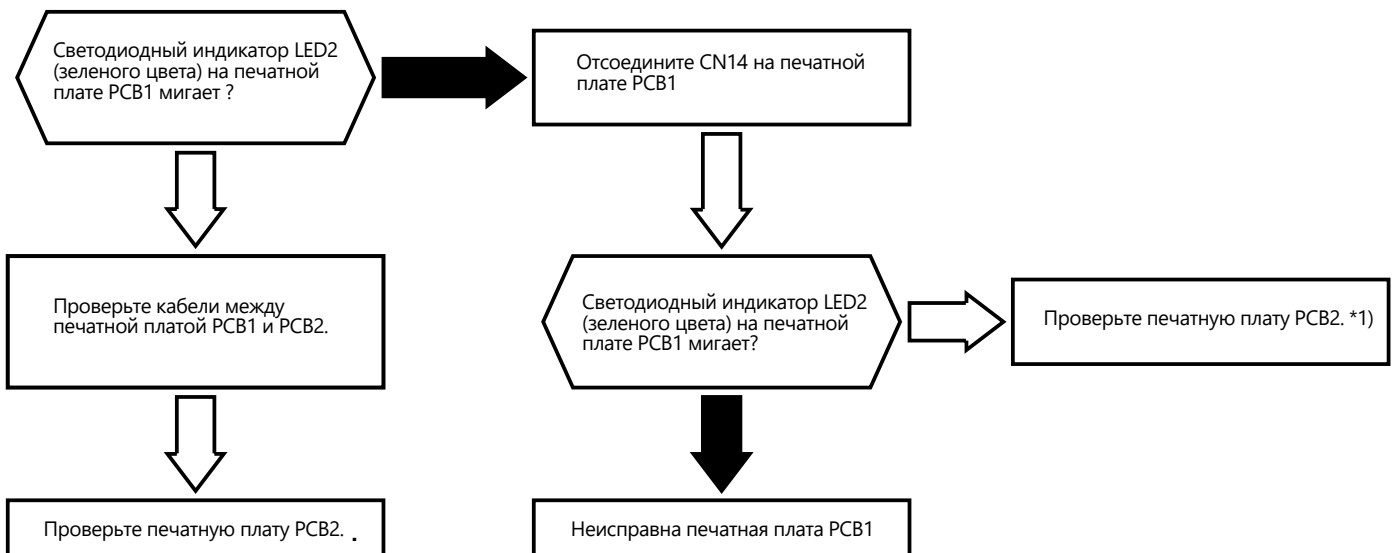 Светодиодный индикатор LED2
(зеленого цвета) на печатной
плате PCB1 мигает ?
Отсоедините CN14 на печатной
плате PCB1
Проверьте кабели между
печатной платой PCB1 и PCB2.
Светодиодный индикатор LED2
(зеленого цвета) на печатной
плате PCB1 мигает?
Проверьте печатную плату PCB2. *1)
Проверьте печатную плату PCB2. .
Неисправна печатная плата PCB1